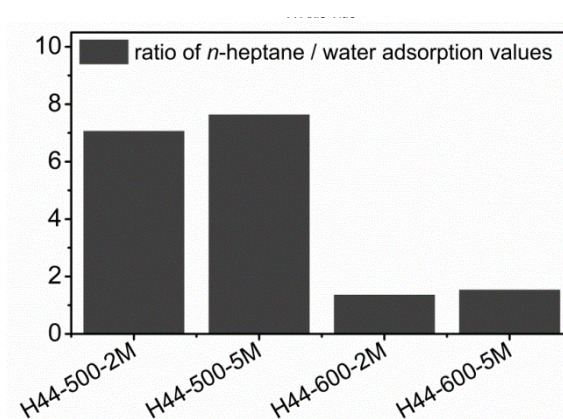 10
ratio of n-heptane / water adsorption values
8
6
4
2
0
H44-500-2M
H44-500-5M
H44-600-2M
H44-600-5M